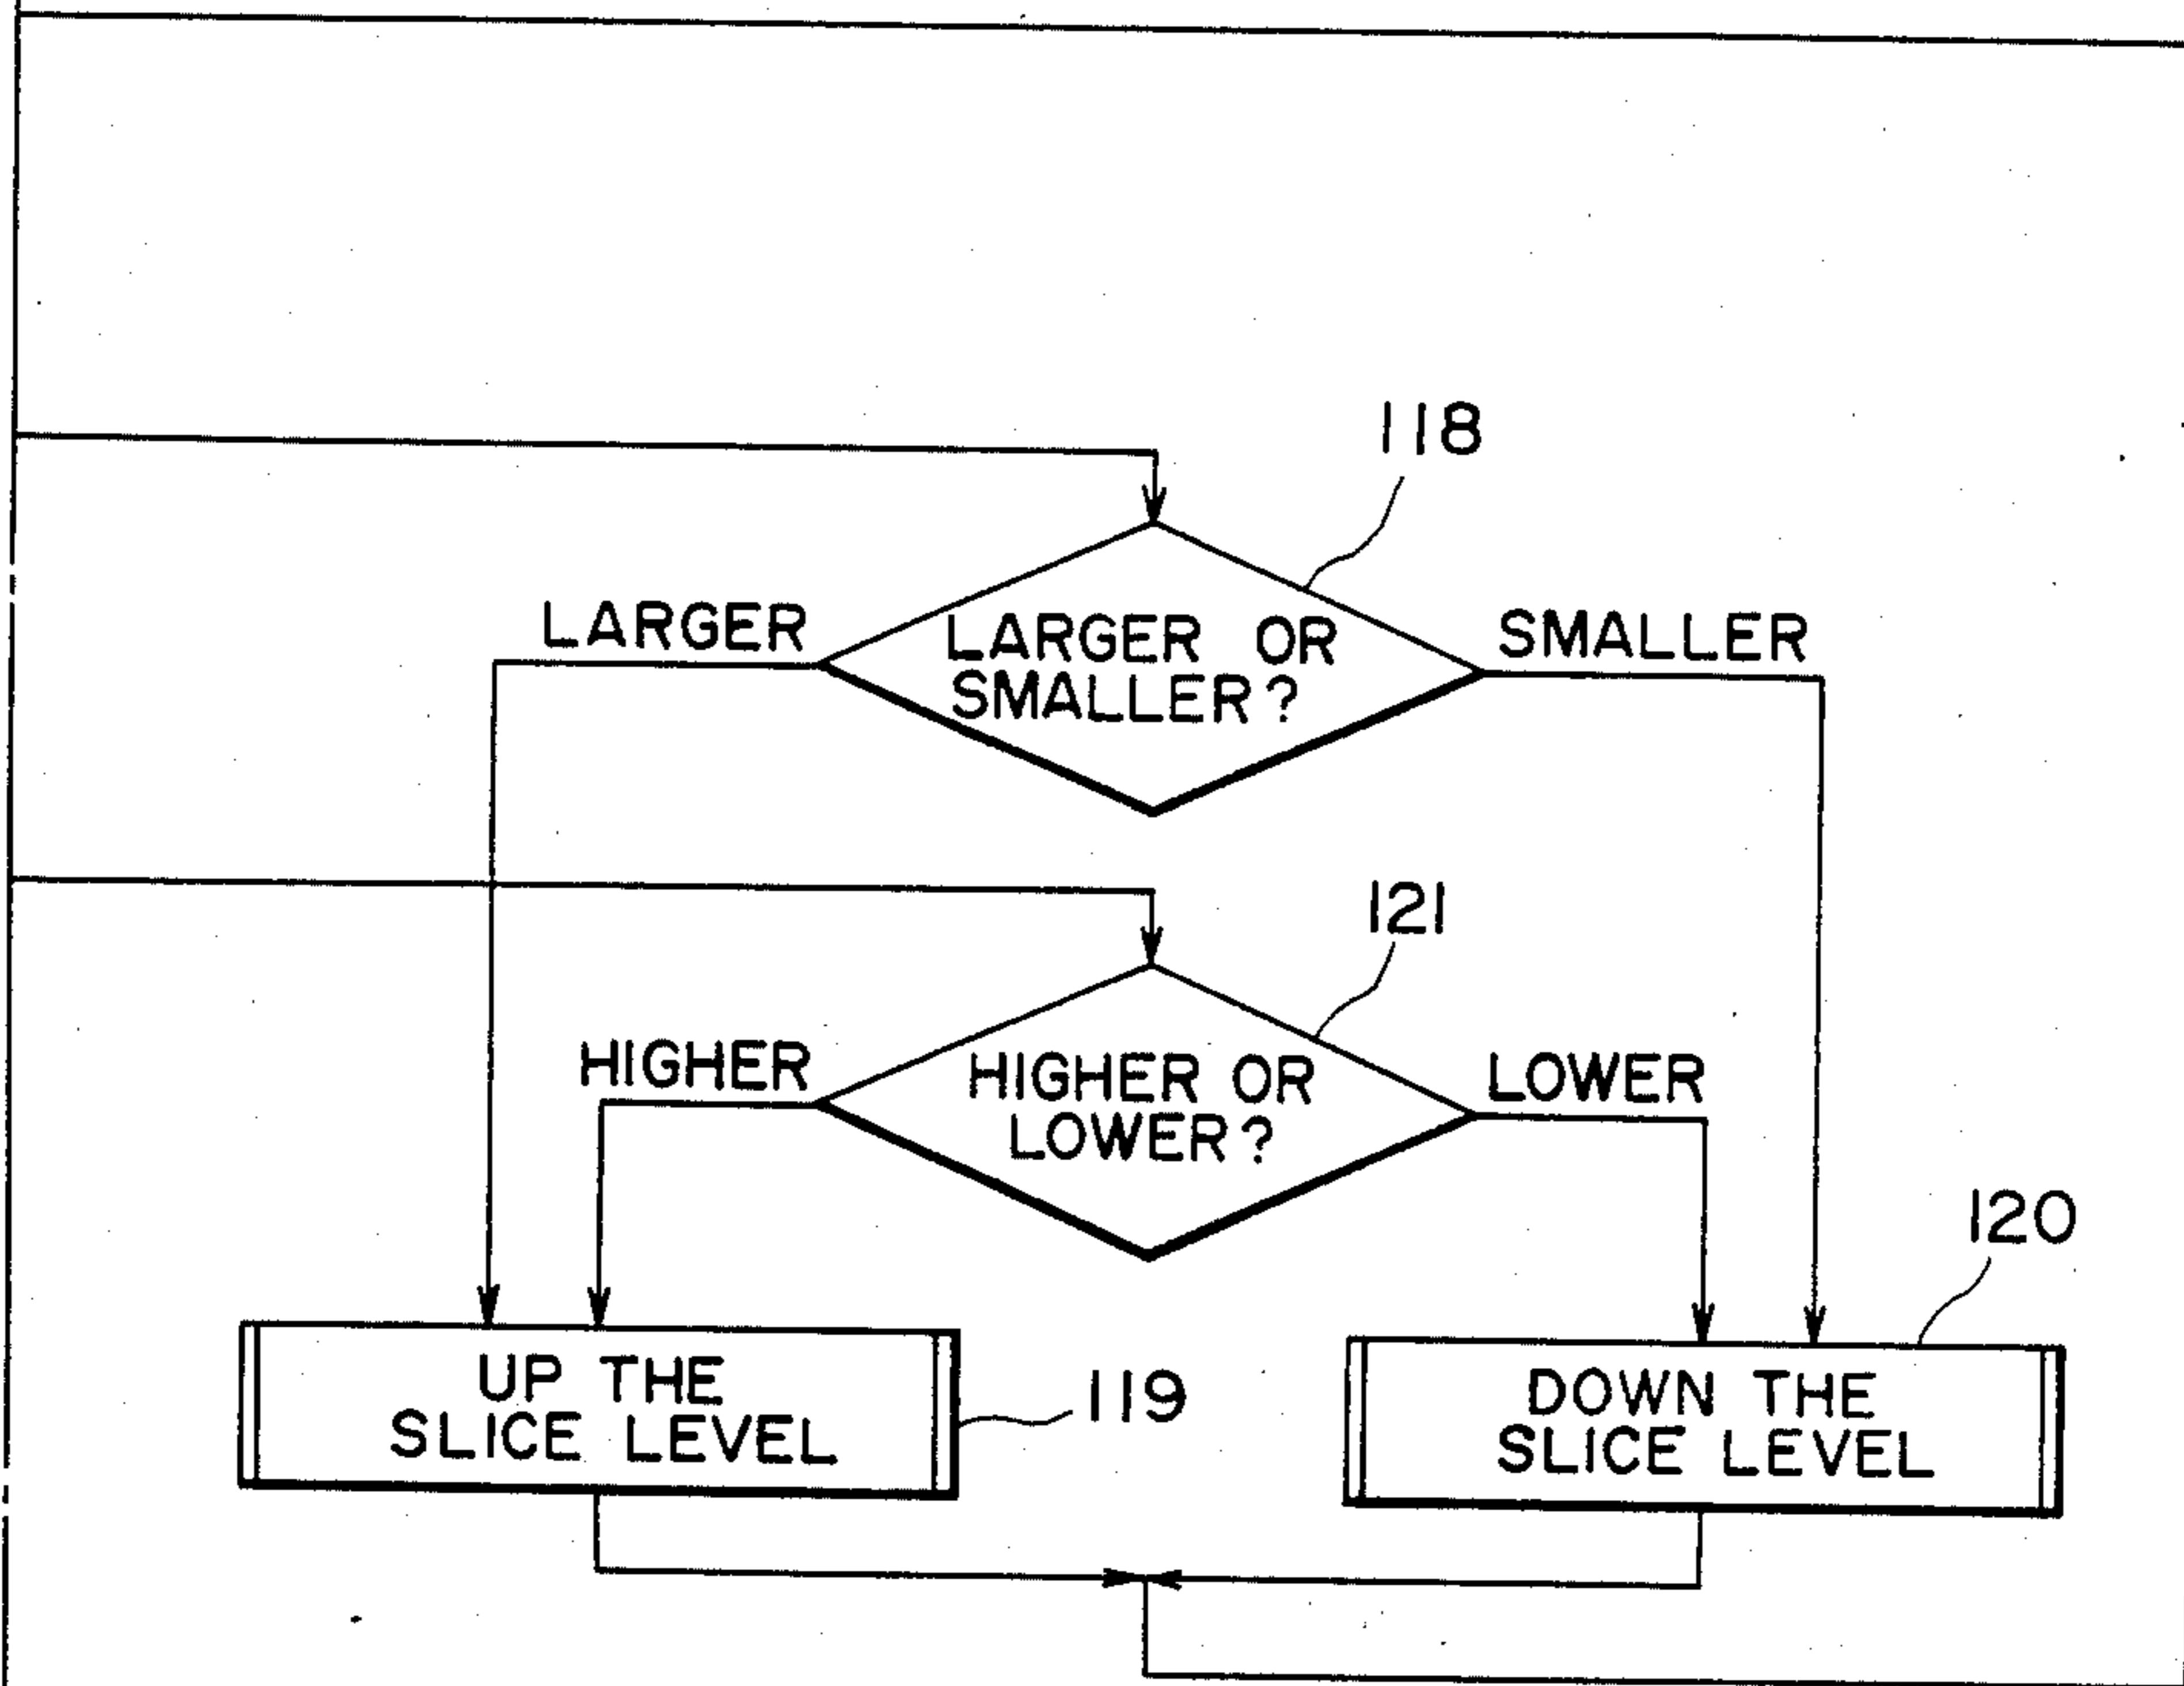 118
LARGER
LARGER OR
SMALLER?
SMALLER
121
HIGHER
HIGHER OR
LOWER?
LOWER
120
UP THE
SLICE LEVEL
119
DOWN THE
SLICE LEVEL